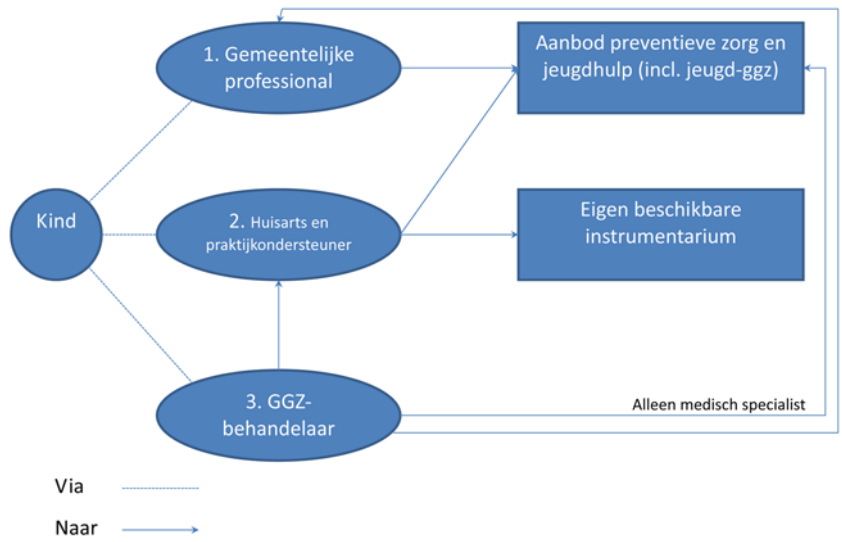 1. Gemeentelijke
professional
Aanbod preventieve zorg en
jeugdhulp (incl. jeugd-ggz)
Kind
2. Huisarts en
praktijkondersteuner
Eigen beschikbare
instrumentarium
3. GGZ-
behandelaar
Alleen medisch specialist
Via
Naar